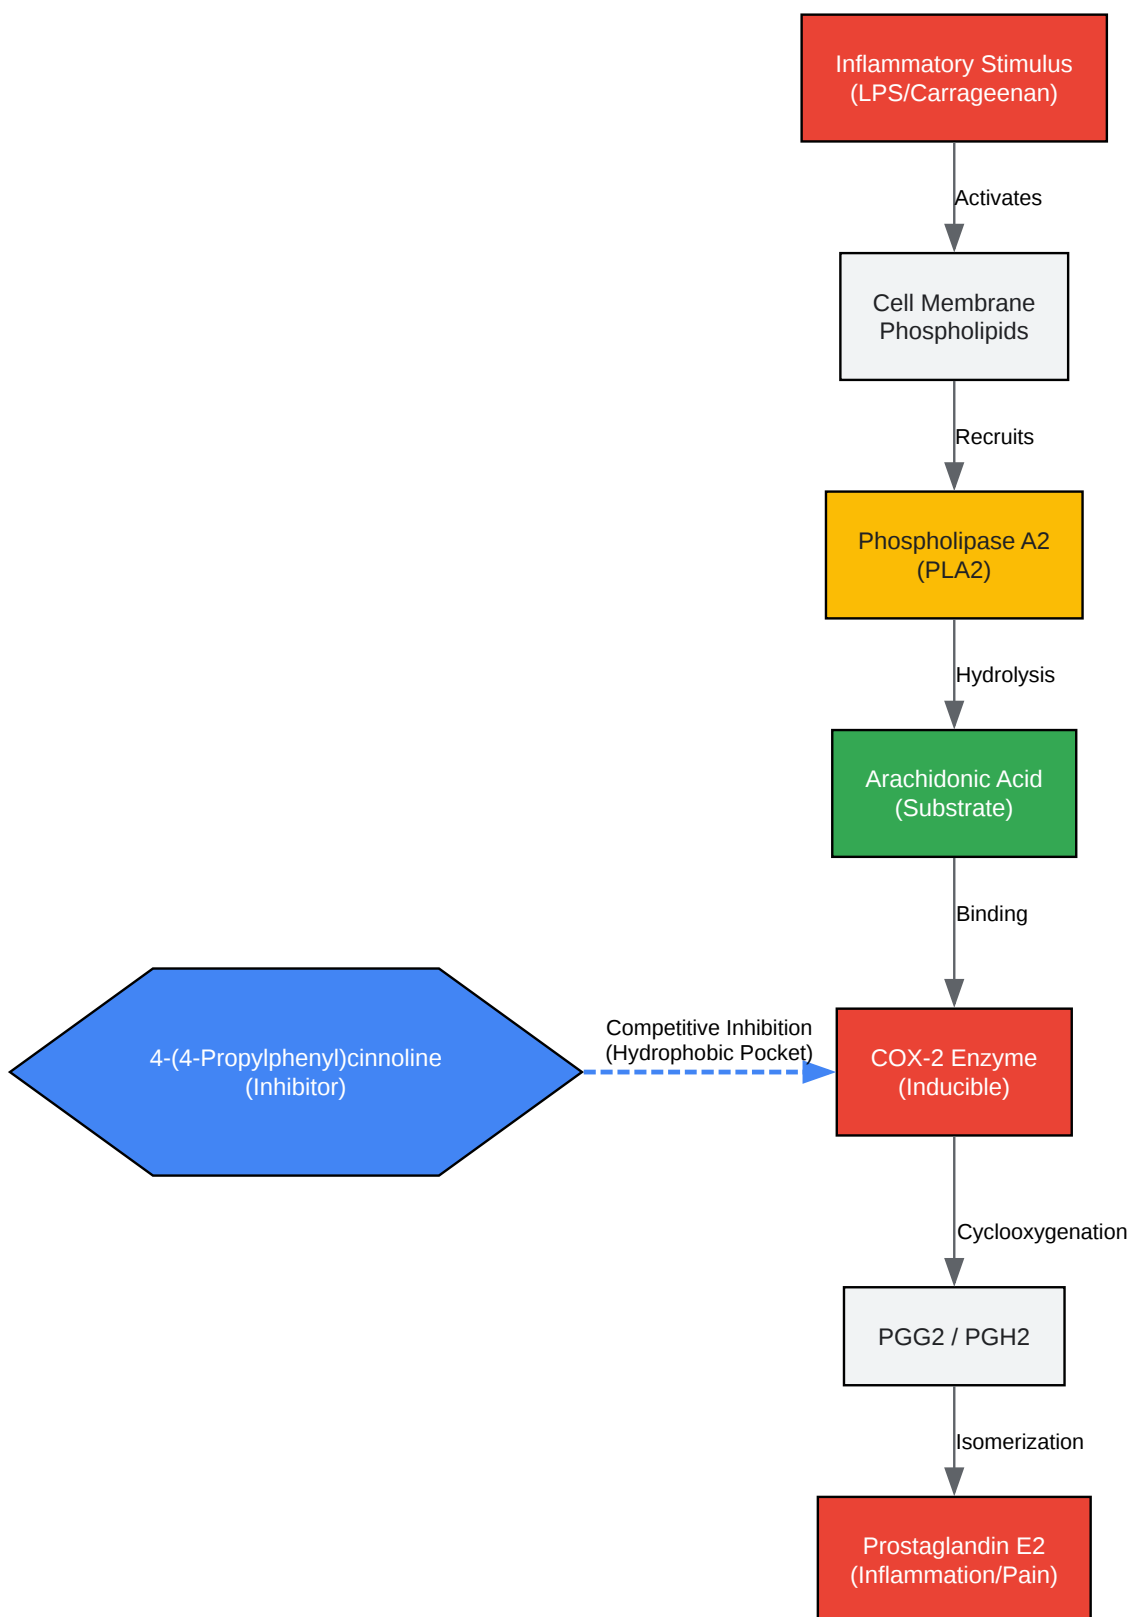 Inflammatory Stimulus
(LPS/Carrageenan)
Activates
Cell Membrane
Phospholipids
Recruits
Phospholipase A2
(PLA2)
Hydrolysis
Arachidonic Acid
(Substrate)
Binding
4-(4-Propylphenyl)cinnoline
(Inhibitor)
Competitive Inhibition
(Hydrophobic Pocket)
COX-2 Enzyme
(Inducible)
Cyclooxygenation
PGG2 / PGH2
Isomerization
Prostaglandin E2
(Inflammation/Pain)